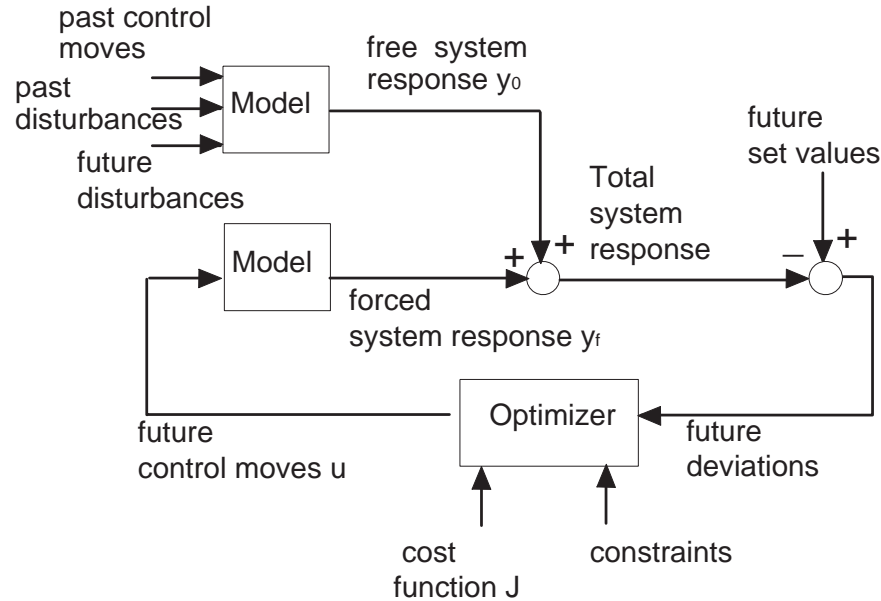 past control
moves
past
disturbances
future
disturbances
Model
free system
response y0
future
set values
Total
system
response
+
+
−
+
Model
forced
system response yf
Optimizer
future
control moves u
future
deviations
cost
function J
constraints